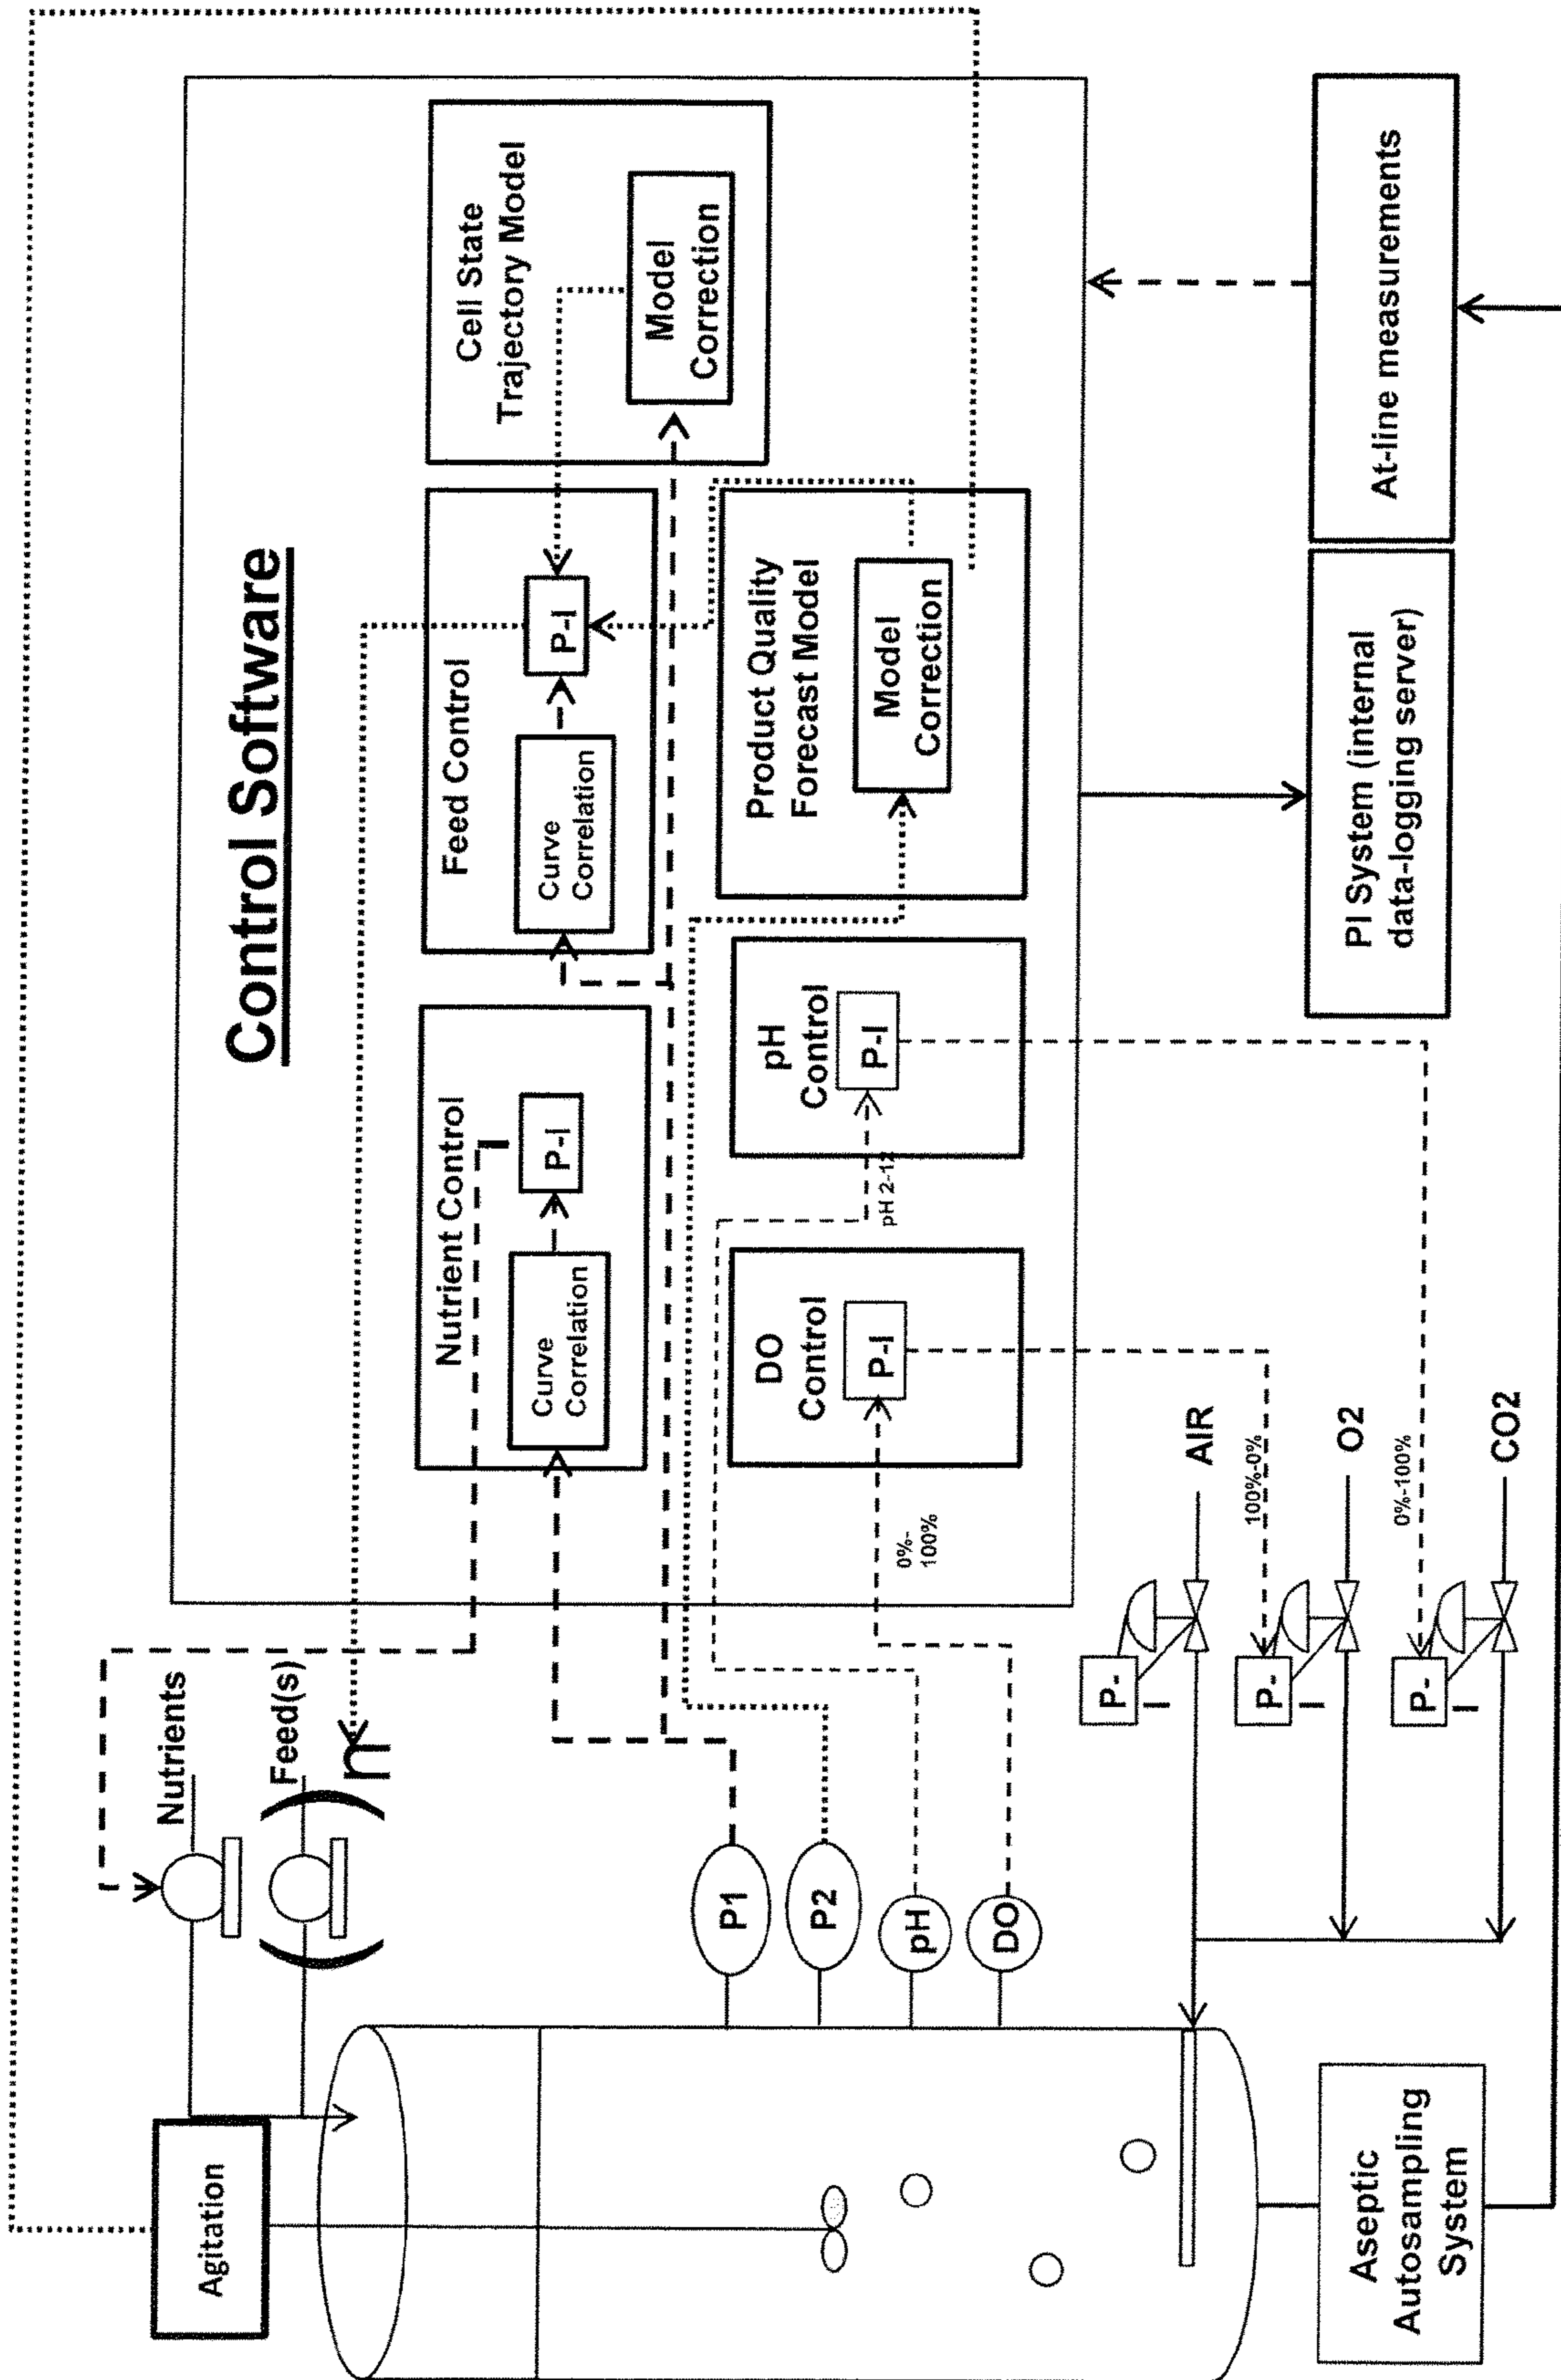 Control Software
Agitation
Nutrients
Feed(s)
( ) n
Nutrient Control
Curve
Correlation
P-I
Feed Control
Curve
Correlation
P-I
Cell State
Trajectory Model
Model
Correction
P1
P2
pH
DO
DO
Control
P-I
0%-
100%
pH
Control
P-I
pH 2-12
Product Quality
Forecast Model
Model
Correction
P-
I
AIR
P-
I
100%-0%
O2
P-
I
0%-100%
CO2
Aseptic
Autosampling
System
PI System (internal
data-logging server)
At-line measurements